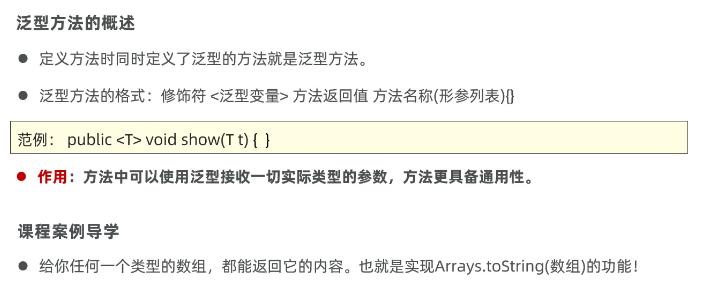 泛型方法的概述
● 定义方法时同时定义了泛型的方法就是泛型方法。
● 泛型方法的格式：修饰符 <泛型变量> 方法返回值 方法名称(形参列表){}
范例： public <T> void show(T t) { }
● 作用：方法中可以使用泛型接收一切实际类型的参数，方法更具备通用性。
课程案例导学
● 给你任何一个类型的数组，都能返回它的内容。也就是实现Arrays.toString(数组)的功能！